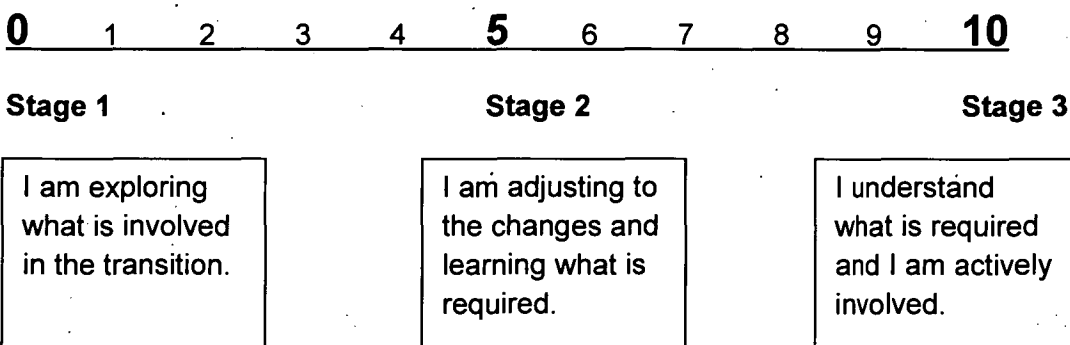 0 1 2 3 4 5 6 7 8 9 10
Stage 1 Stage 2 Stage 3
I am exploring
what is involved
in the transition.
I am adjusting to
the changes and
learning what is
required.
I understand
what is required
and I am actively
involved.